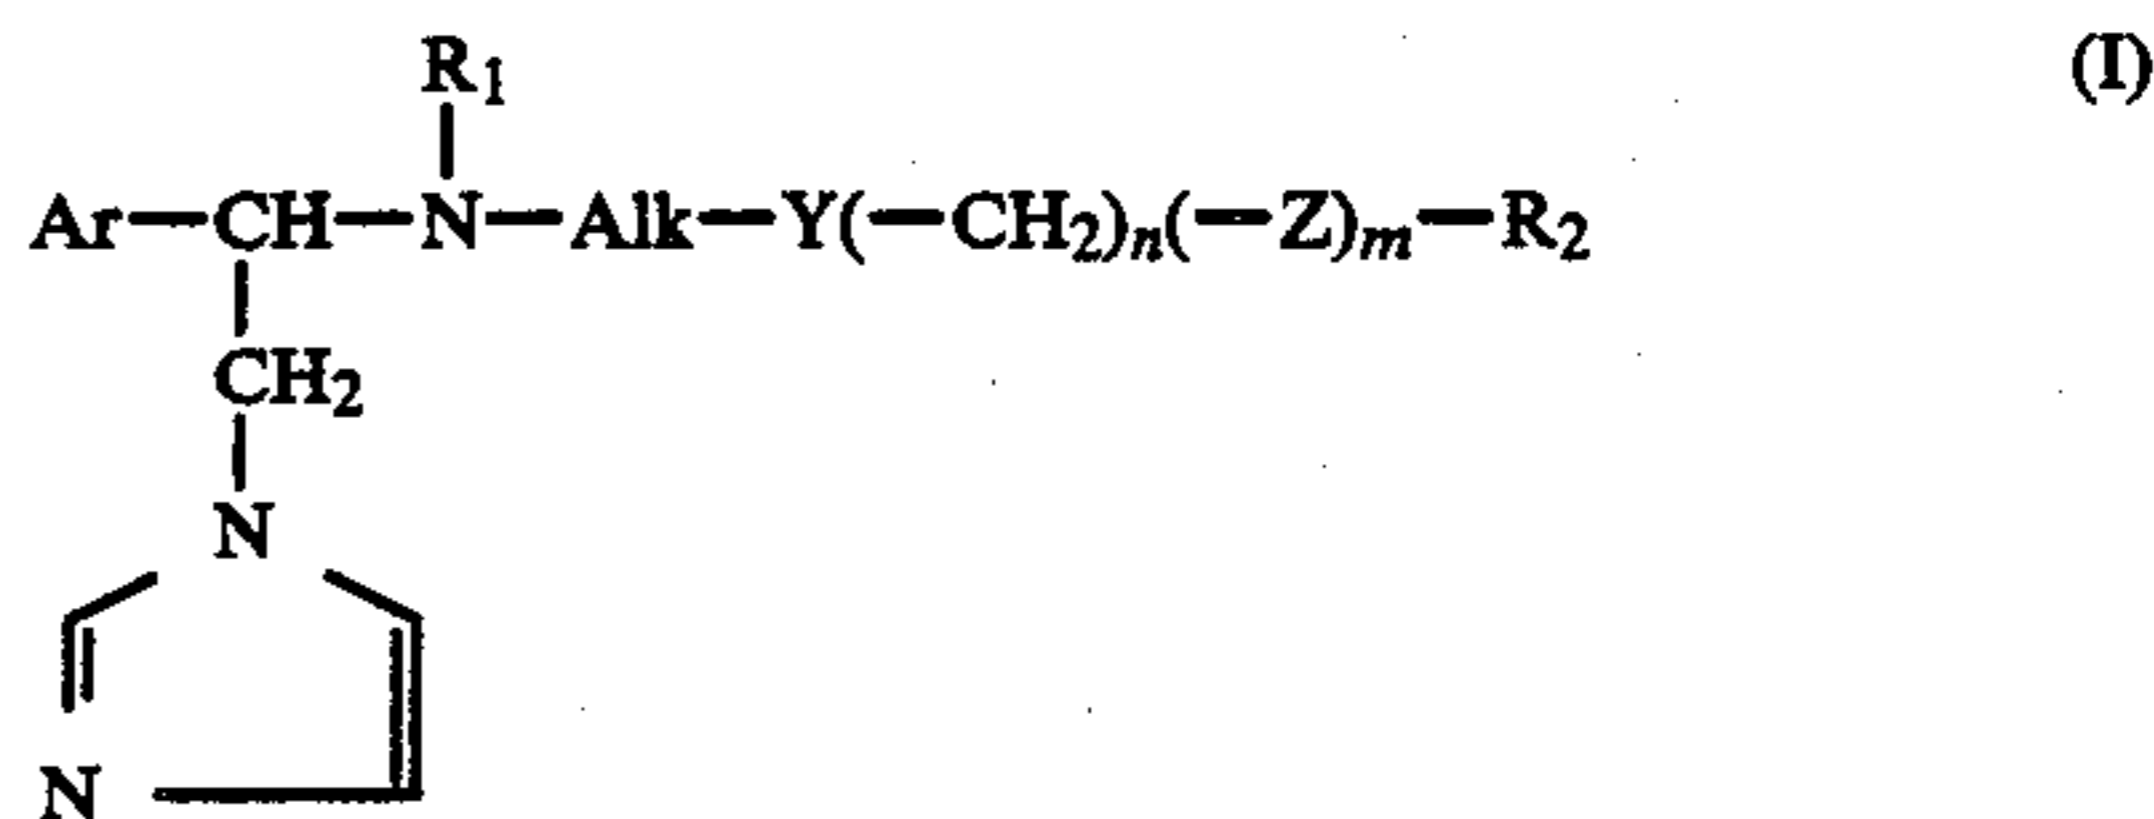 R1
(I)
Ar—CH—N—Alk—Y(—CH2)n(—Z)m—R2
CH2
N
N